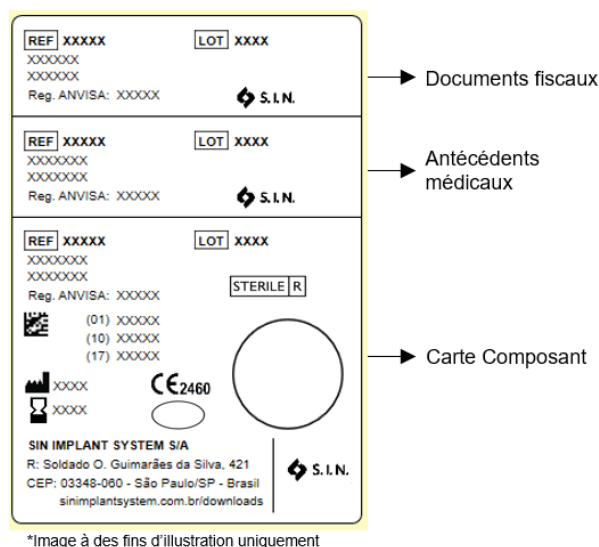 REF XXXXX LOT XXXX
XXXXXX
XXXXXX
Reg. ANVISA: XXXXX S.I.N.
Documents fiscaux
REF XXXXX LOT XXXX
XXXXXXX
XXXXXXX
Reg. ANVISA: XXXXX S.I.N.
Antécédents
médicaux
REF XXXXX LOT XXXX
XXXXXXX
XXXXXXX
Reg. ANVISA: XXXXX
STERILE R
(01) XXXXX
(10) XXXXX
(17) XXXXX
Carte Composant
XXXX
CE 2460
XXXX
SIN IMPLANT SYSTEM S/A
R: Soldado O. Guimarães da Silva, 421
CEP: 03348-060 - São Paulo/SP - Brasil
sinimplantsystem.com.br/downloads
S.I.N.
*Image à des fins d'illustration uniquement